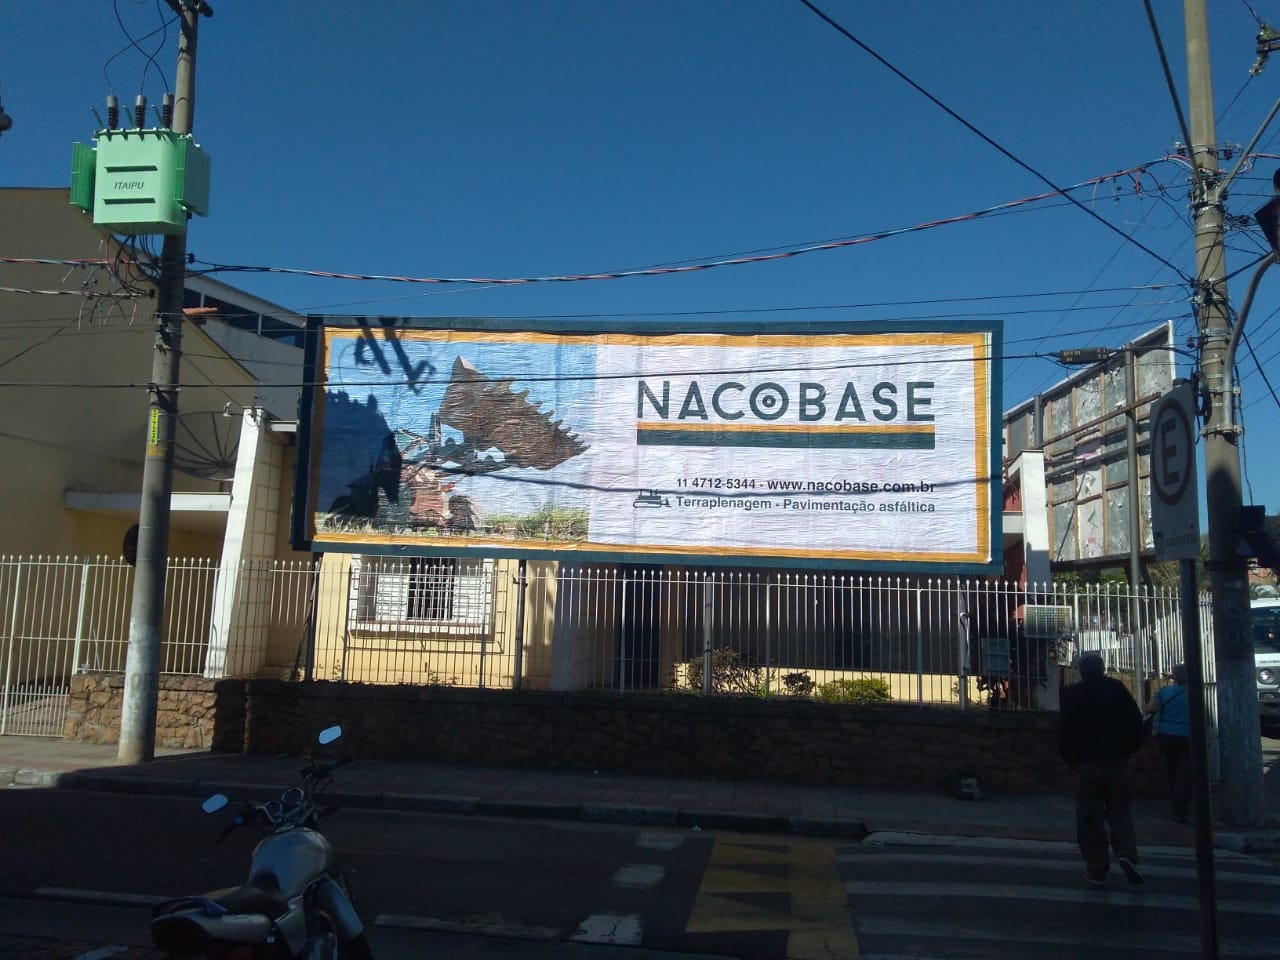 ITAIPU
NACOBASE
11 4712-5344 - www.nacobase.com.br
Terraplenagem - Pavimentação asfáltica
E